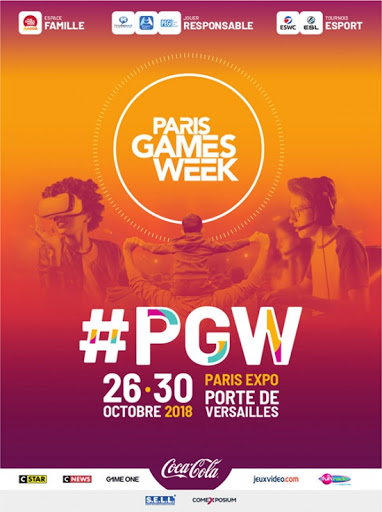 ESPACE
FAMILLE
JOUER
RESPONSABLE
TOURNOIS
ESPORT
ESWC
ESL
PEGI
PARIS
GAMES
WEEK
#PGW
26·30
OCTOBRE 2018
PARIS EXPO
PORTE DE
VERSAILLES
CSTAR
CNEWS
GAME ONE
Coca-Cola
jeuxvideo.com
S.E.L.L
COMEXPOSIUM